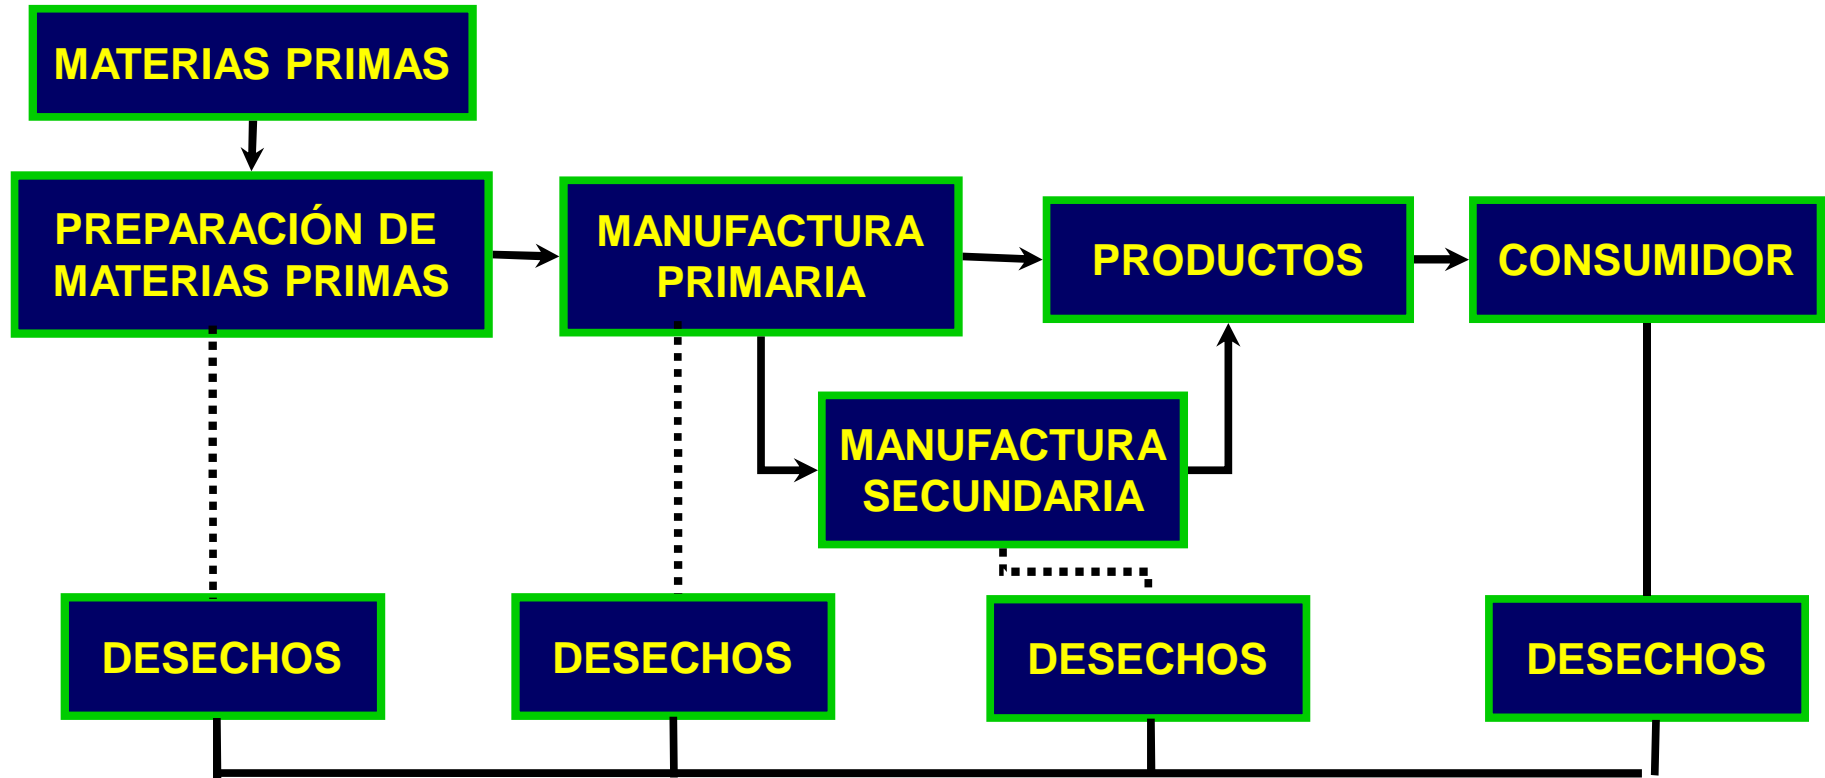 MATERIAS PRIMAS
PREPARACIÓN DE
MATERIAS PRIMAS
MANUFACTURA
PRIMARIA
PRODUCTOS
CONSUMIDOR
MANUFACTURA
SECUNDARIA
DESECHOS
DESECHOS
DESECHOS
DESECHOS